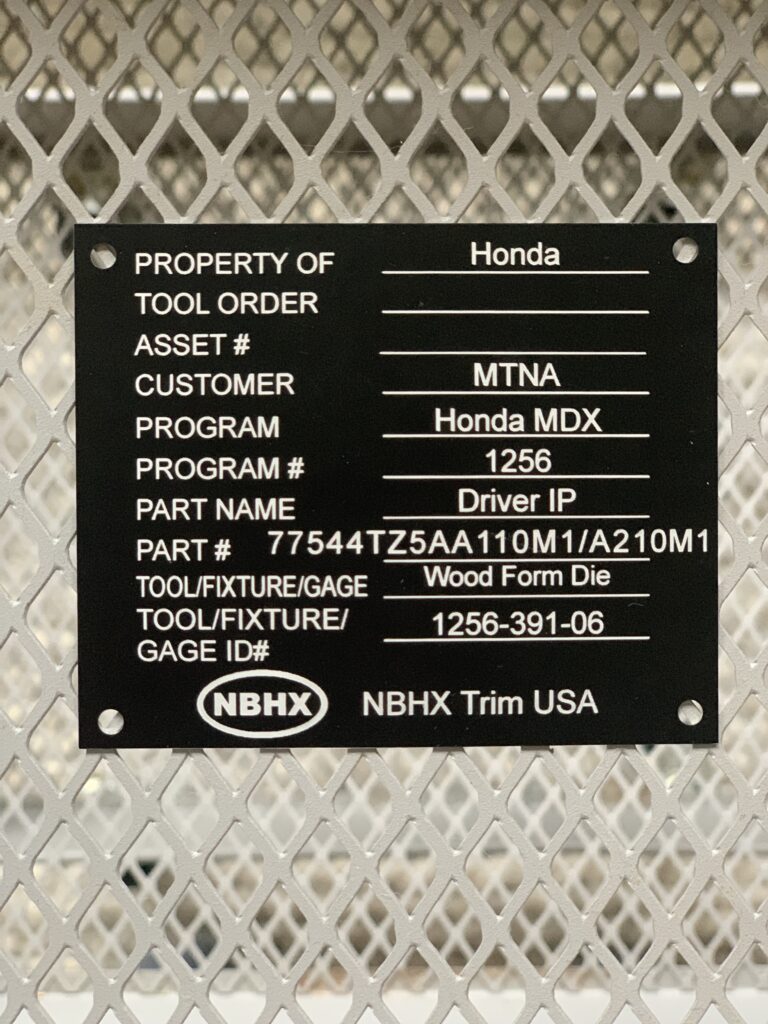 PROPERTY OF Honda
TOOL ORDER
ASSET #
CUSTOMER MTNA
PROGRAM Honda MDX
PROGRAM # 1256
PART NAME Driver IP
PART # 77544TZ5AA110M1/A210M1
TOOL/FIXTURE/GAGE Wood Form Die
TOOL/FIXTURE/ 1256-391-06
GAGE ID#
NBHX NBHX Trim USA